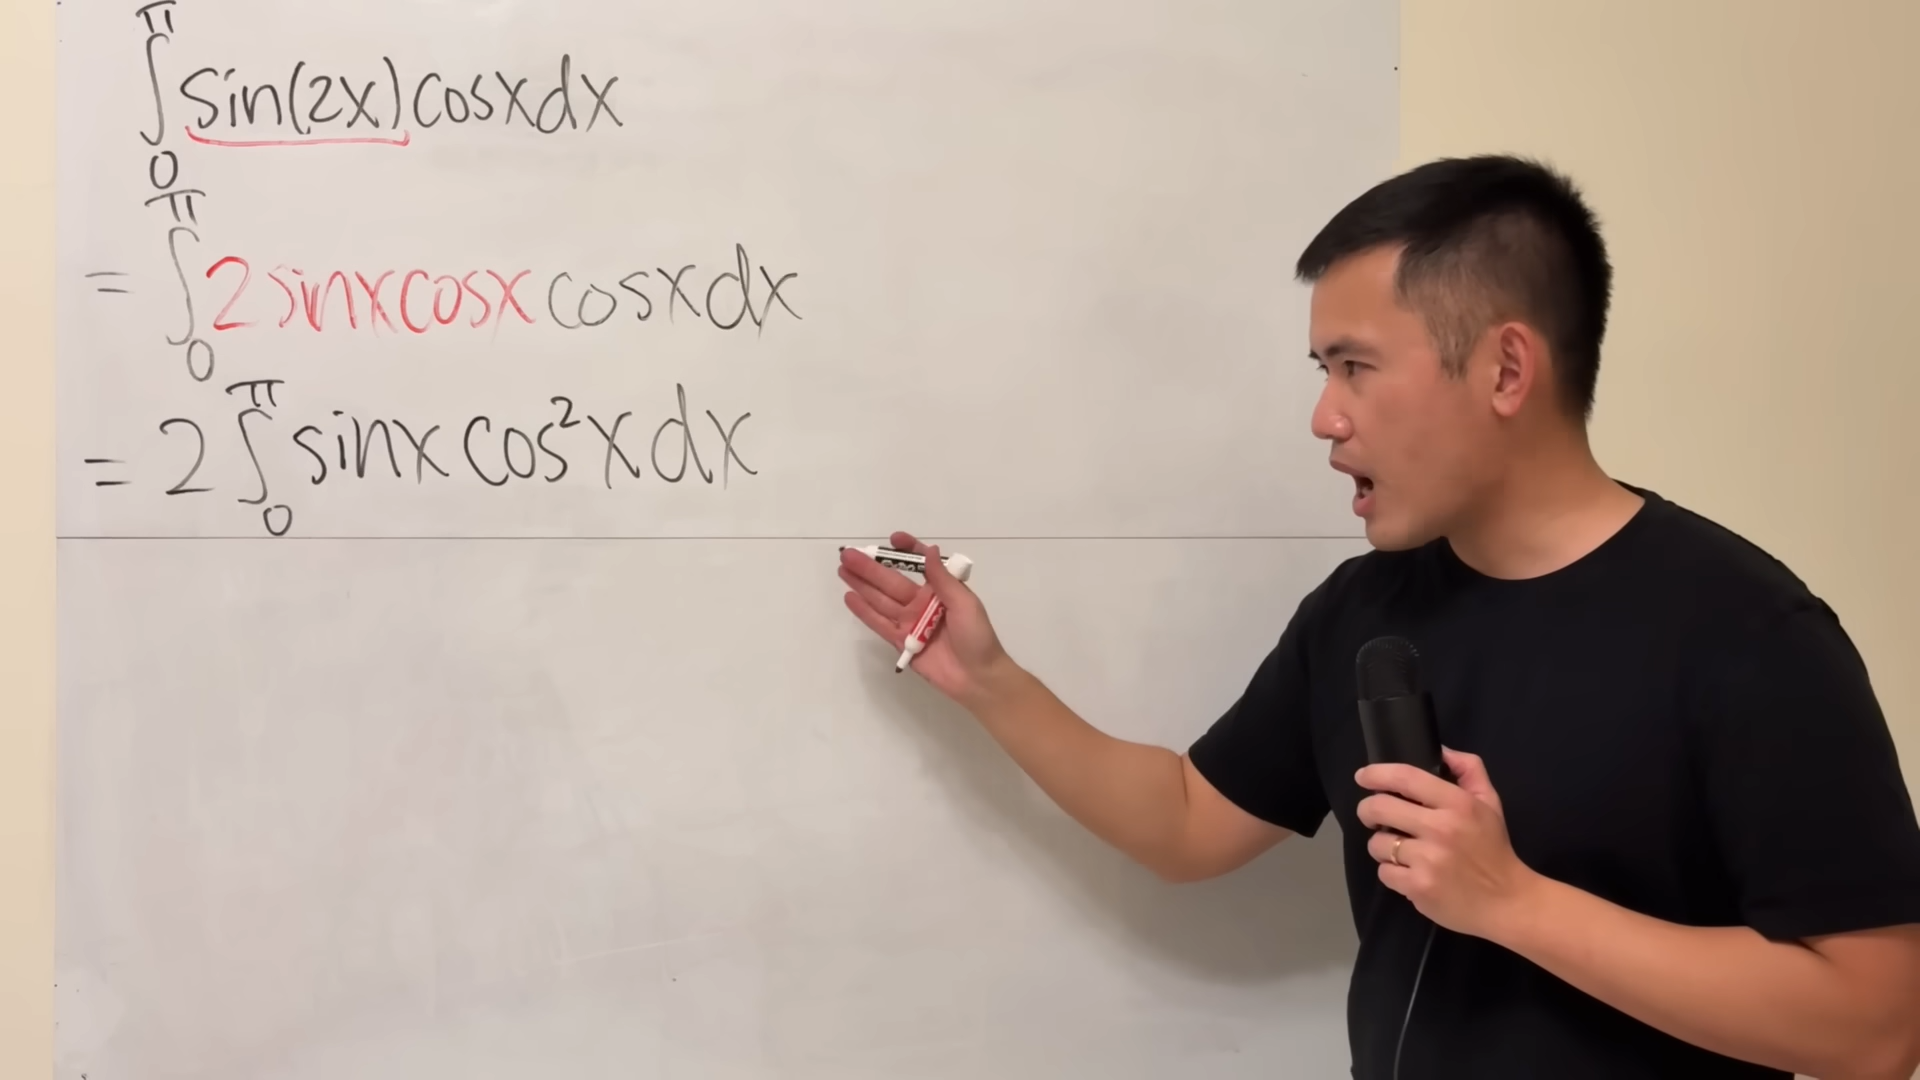 ∫₀^π sin(2x) cosx dx
= ∫₀^π 2 sinx cosx cosx dx
= 2 ∫₀^π sinx cos²x dx